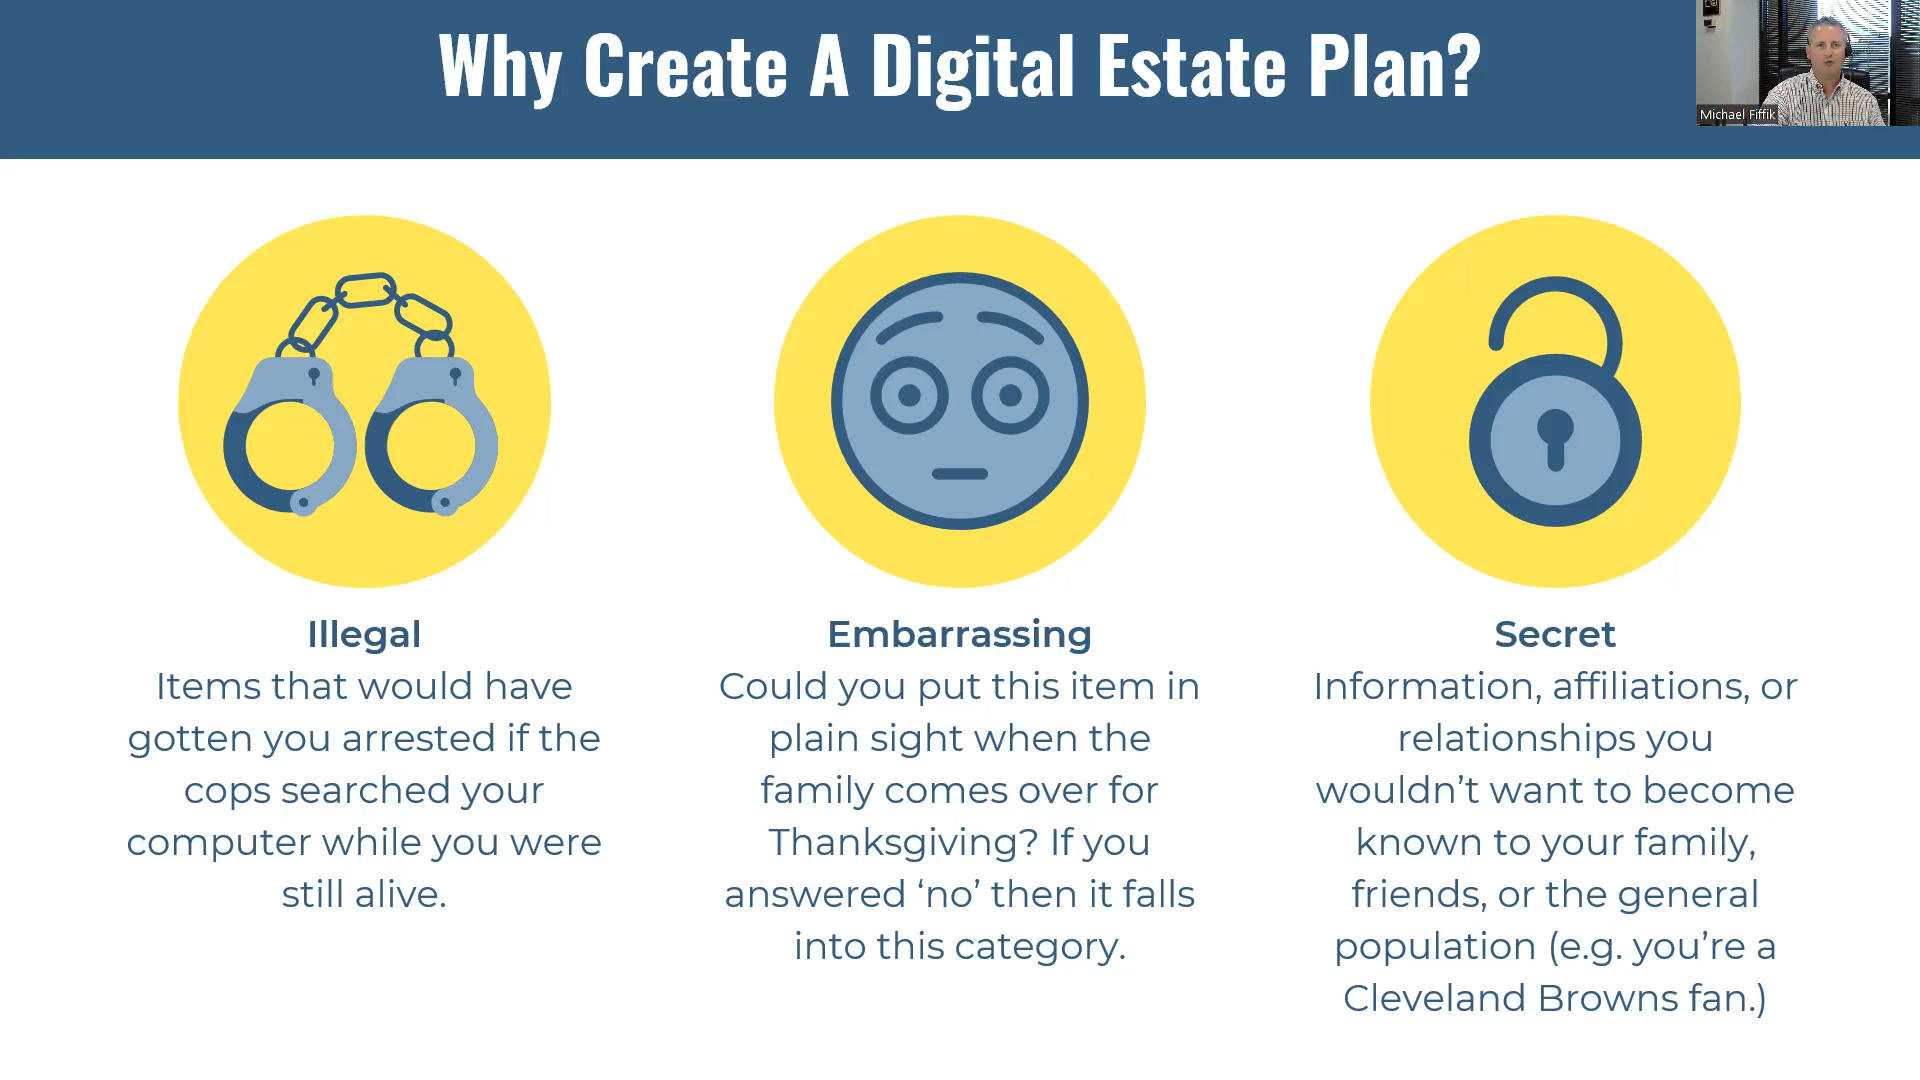 Why Create A Digital Estate Plan?
Michael Fiffik
Illegal
Items that would have
gotten you arrested if the
cops searched your
computer while you were
still alive.
Embarrassing
Could you put this item in
plain sight when the
family comes over for
Thanksgiving? If you
answered ‘no’ then it falls
into this category.
Secret
Information, affiliations, or
relationships you
wouldn’t want to become
known to your family,
friends, or the general
population (e.g. you’re a
Cleveland Browns fan.)